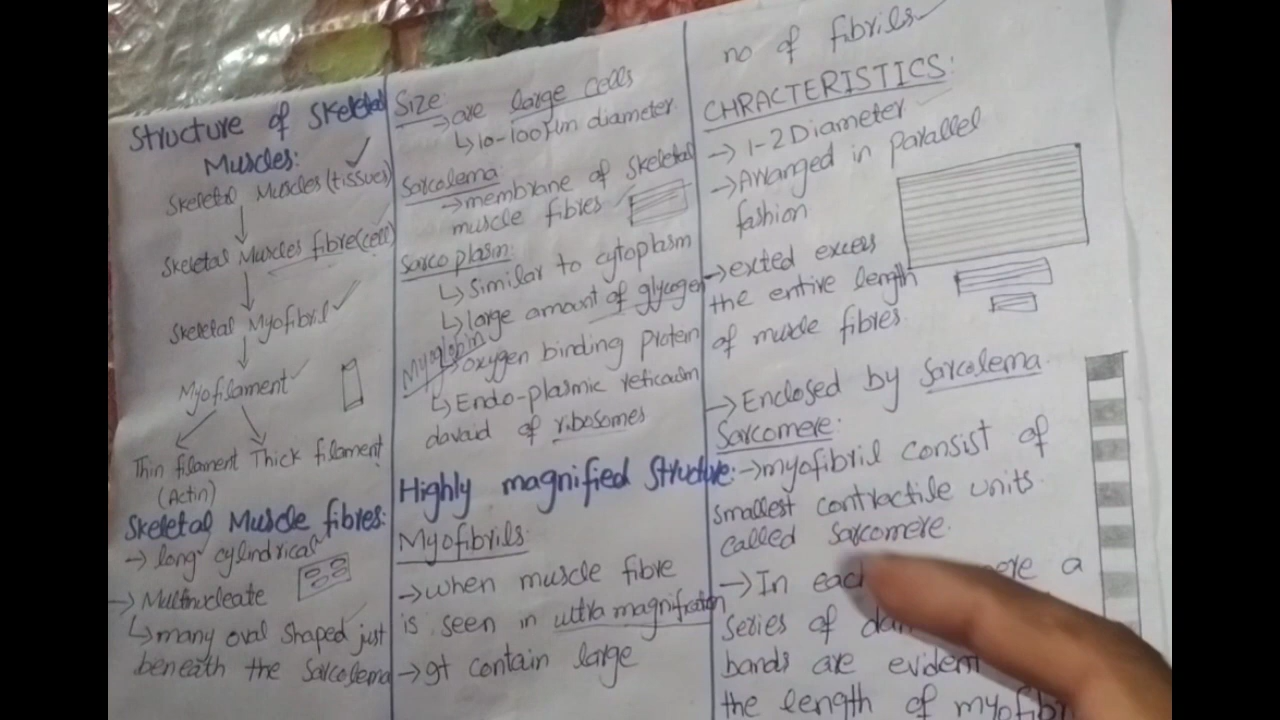 Structure of Skeletal
Muscles:
Skeletal Muscles (tissues)
Skeletal Muscles fibre(cell)
Skeletal Myofibril
Myofilament
Thin filament Thick filament
(Actin)
Skeletal Muscle fibres:
→ long cylindrical
→ Multinucleate
↳ many oval shaped just
beneath the Sarcolema
Size:
→ are large cells
↳ 10-100 μm diameter.
Sarcolema:
→ membrane of skeletal
muscle fibres
Sarcoplasm:
↳ Similar to cytoplasm
↳ large amount of glycogen
Myoglobin
↳ oxygen binding protein
↳ Endo-plasmic reticaulm
davoid of ribosomes
Highly magnified Structure:
Myofibrils:
→ when muscle fibre
is seen in ultra magnification
→ gt contain large
no of fibrils
CHRACTERISTICS:
→ 1-2 Diameter
→ Arranged in parallel
fashion
→ exted excess
the entire length
of muscle fibres.
→ Enclosed by Sarcolema.
Sarcomere:
→ myofibril consist of
smallest contractile units
called Sarcomere.
→ In a
series of
bands are evident
the length of